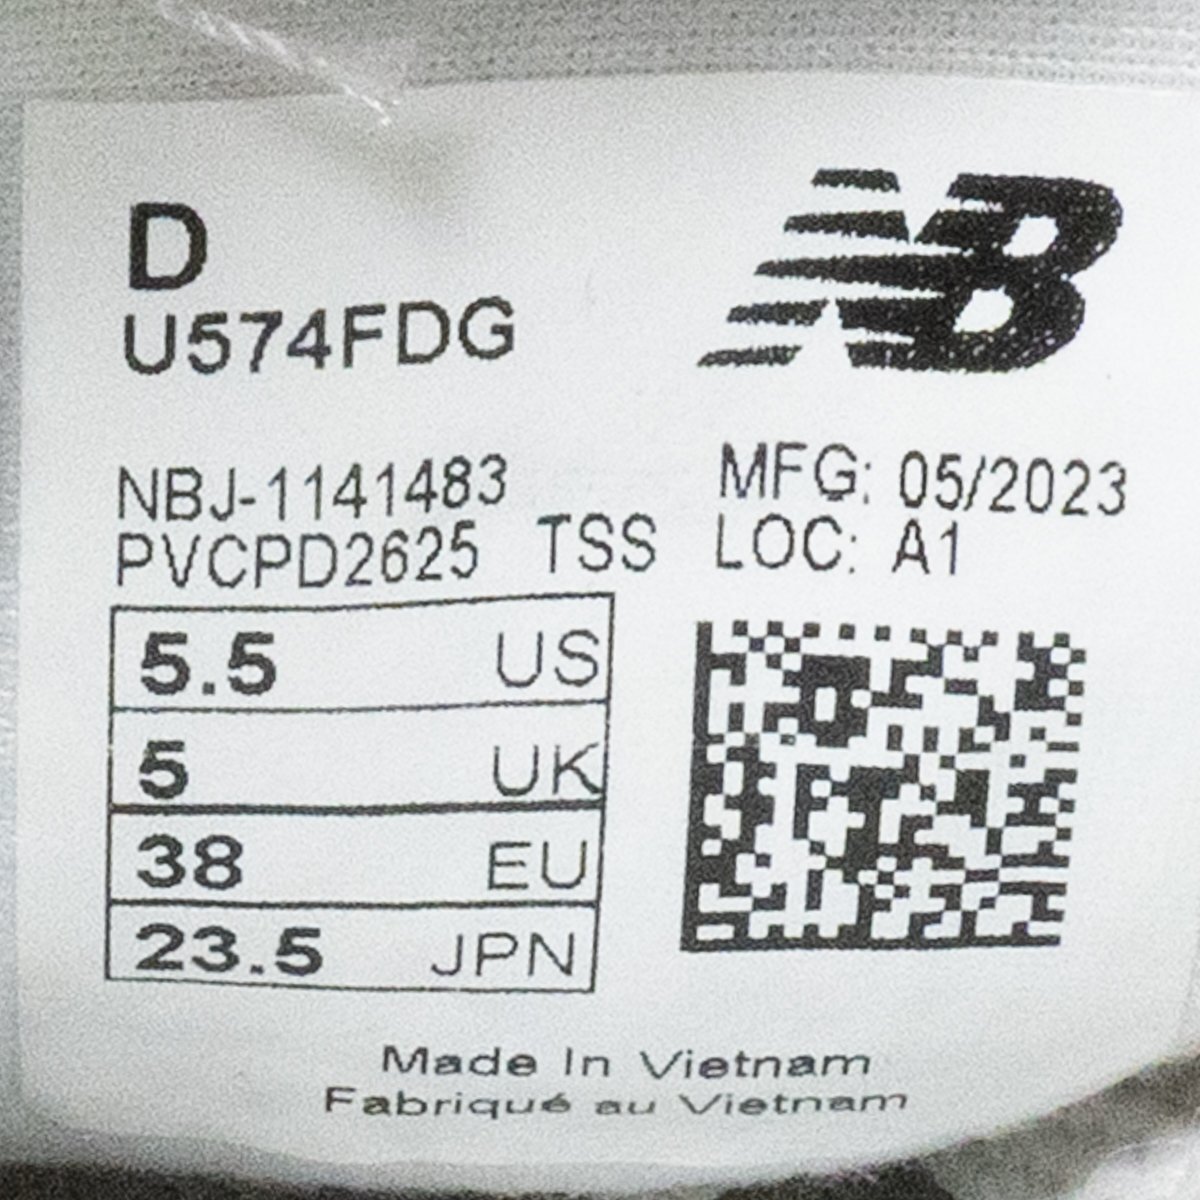 D
U574FDG
NB
NBJ-1141483
PVCPD2625 TSS
MFG: 05/2023
LOC: A1
5.5 US
5 UK
38 EU
23.5 JPN
Made In Vietnam
Fabriqué au Vietnam